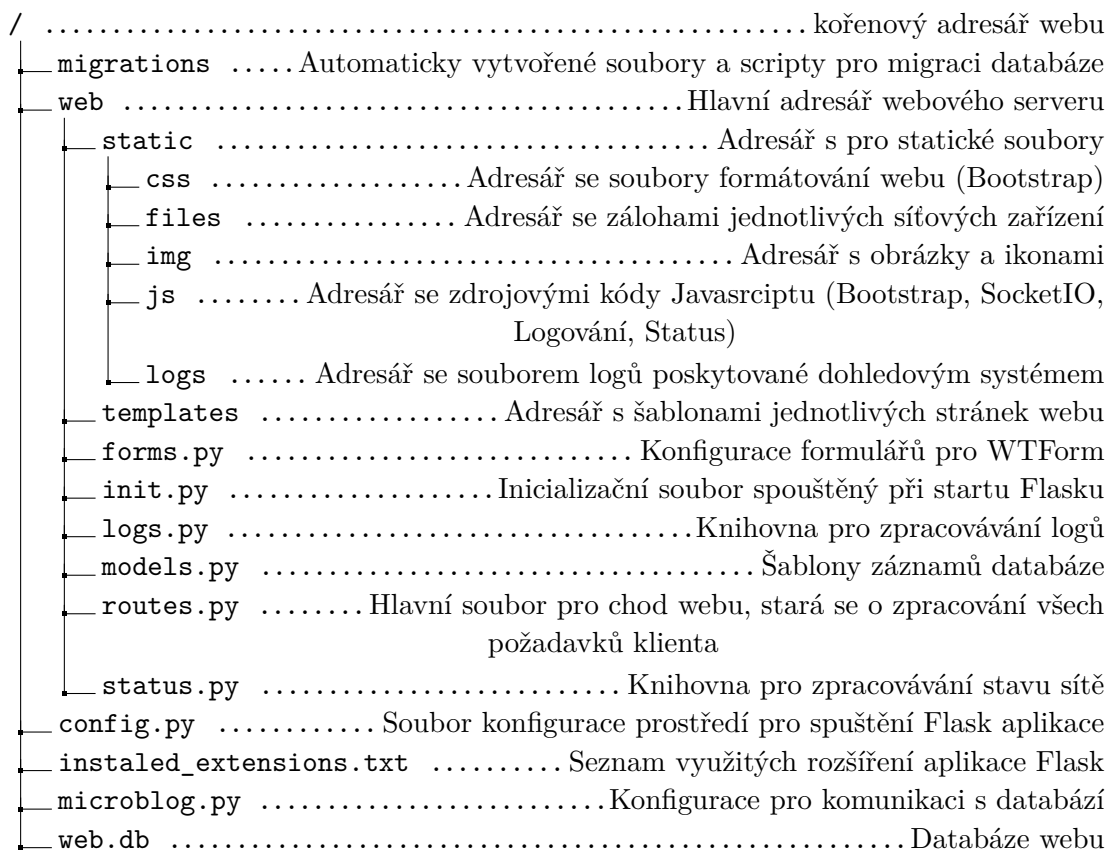 / ........................................................ kořenový adresář webu
migrations ..... Automaticky vytvořené soubory a scripty pro migraci databáze
web .......................................... Hlavní adresář webového serveru
static ..................................... Adresář s pro statické soubory
css ................... Adresář se soubory formátování webu (Bootstrap)
files ................ Adresář se zálohami jednotlivých síťových zařízení
img ....................................... Adresář s obrázky a ikonami
js ........ Adresář se zdrojovými kódy Javasrciptu (Bootstrap, SocketIO,
Logování, Status)
logs ...... Adresář se souborem logů poskytované dohledovým systémem
templates .................. Adresář s šablonami jednotlivých stránek webu
forms.py ............................. Konfigurace formulářů pro WTForm
init.py .................... Inicializační soubor spouštěný při startu Flasku
logs.py ................................... Knihovna pro zpracovávání logů
models.py ..................................... Šablony záznamů databáze
routes.py ........ Hlavní soubor pro chod webu, stará se o zpracování všech
požadavků klienta
status.py ........................... Knihovna pro zpracovávání stavu sítě
config.py ............ Soubor konfigurace prostředí pro spuštění Flask aplikace
instaled_extensions.txt .......... Seznam využitých rozšíření aplikace Flask
microblog.py .......................... Konfigurace pro komunikaci s databází
web.db ....................................................... Databáze webu